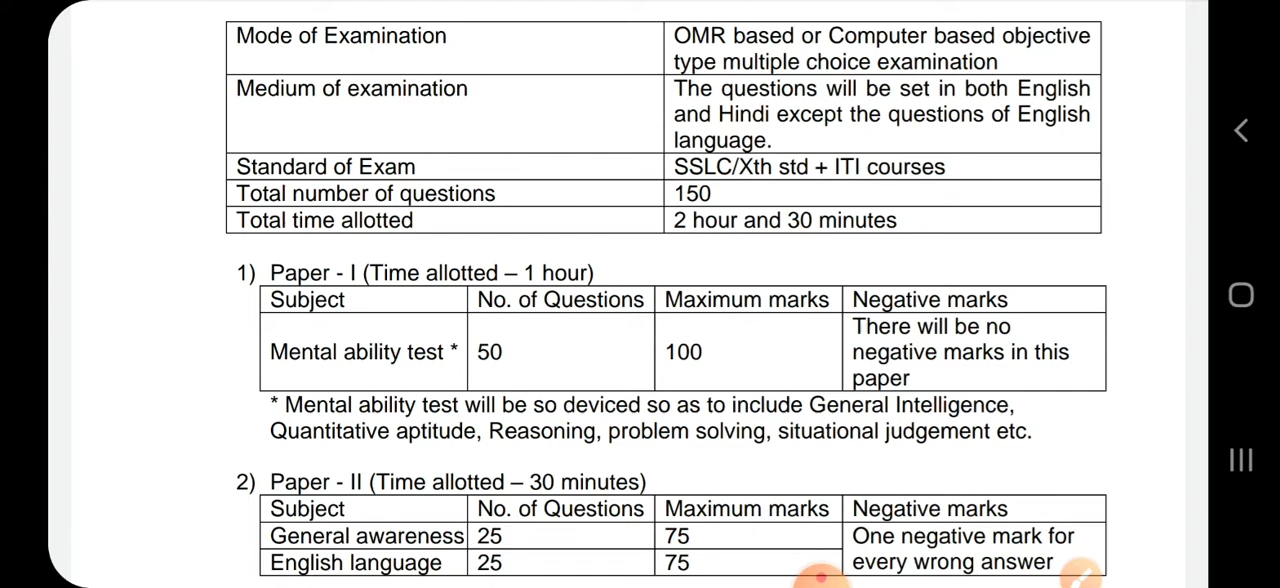 Mode of Examination OMR based or Computer based objective
type multiple choice examination
Medium of examination The questions will be set in both English
and Hindi except the questions of English
language.
Standard of Exam SSLC/Xth std + ITI courses
Total number of questions 150
Total time allotted 2 hour and 30 minutes
1) Paper - I (Time allotted – 1 hour)
Subject No. of Questions Maximum marks Negative marks
Mental ability test * 50 100 There will be no
negative marks in this
paper
* Mental ability test will be so deviced so as to include General Intelligence,
Quantitative aptitude, Reasoning, problem solving, situational judgement etc.
2) Paper - II (Time allotted – 30 minutes)
Subject No. of Questions Maximum marks Negative marks
General awareness 25 75 One negative mark for
English language 25 75 every wrong answer